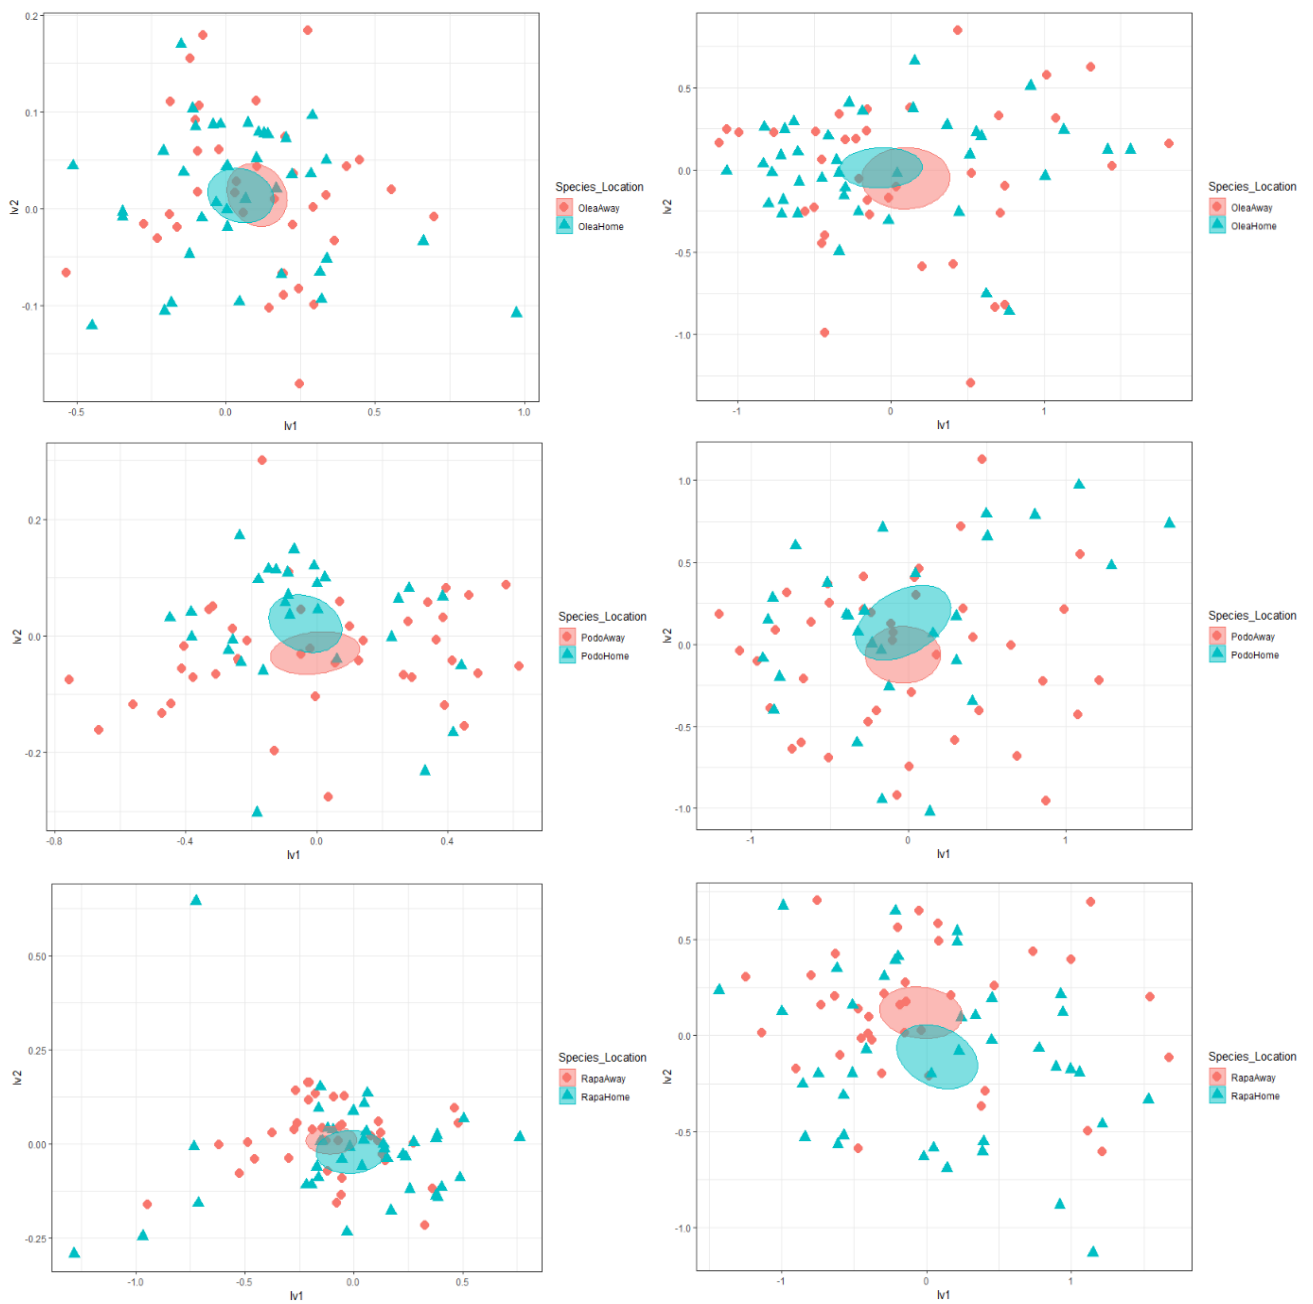 0.2
0.1
0.0
-0.1
lv2
-0.5
0.0
0.5
1.0
lv1
Species_Location
OleaAway
OleaHome
0.5
0.0
-0.5
-1.0
lv2
-1
0
1
lv1
Species_Location
OleaAway
OleaHome
0.2
0.0
-0.2
lv2
-0.8
-0.4
0.0
0.4
lv1
Species_Location
PodoAway
PodoHome
1.0
0.5
0.0
-0.5
-1.0
lv2
-1
0
1
lv1
Species_Location
PodoAway
PodoHome
0.50
0.25
0.00
-0.25
lv2
-1.0
-0.5
0.0
0.5
lv1
Species_Location
RapaAway
RapaHome
0.5
0.0
-0.5
-1.0
lv2
-1
0
1
lv1
Species_Location
RapaAway
RapaHome